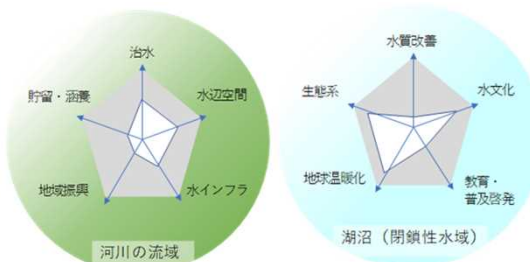 治水
水辺空間
水インフラ
地域振興
貯留・涵養
河川の流域
水質改善
水文化
教育・
普及啓発
地球温暖化
生態系
湖沼（閉鎖性水域）